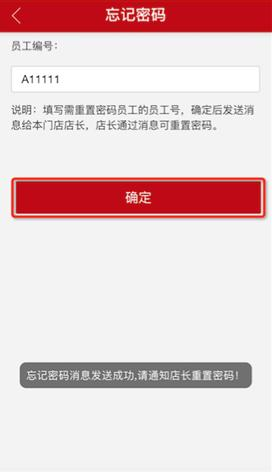 忘记密码
员工编号：
A11111
说明：填写需重置密码员工的员工号，确定后发送消
息给本门店店长，店长通过消息可重置密码。
确定
忘记密码消息发送成功,请通知店长重置密码！